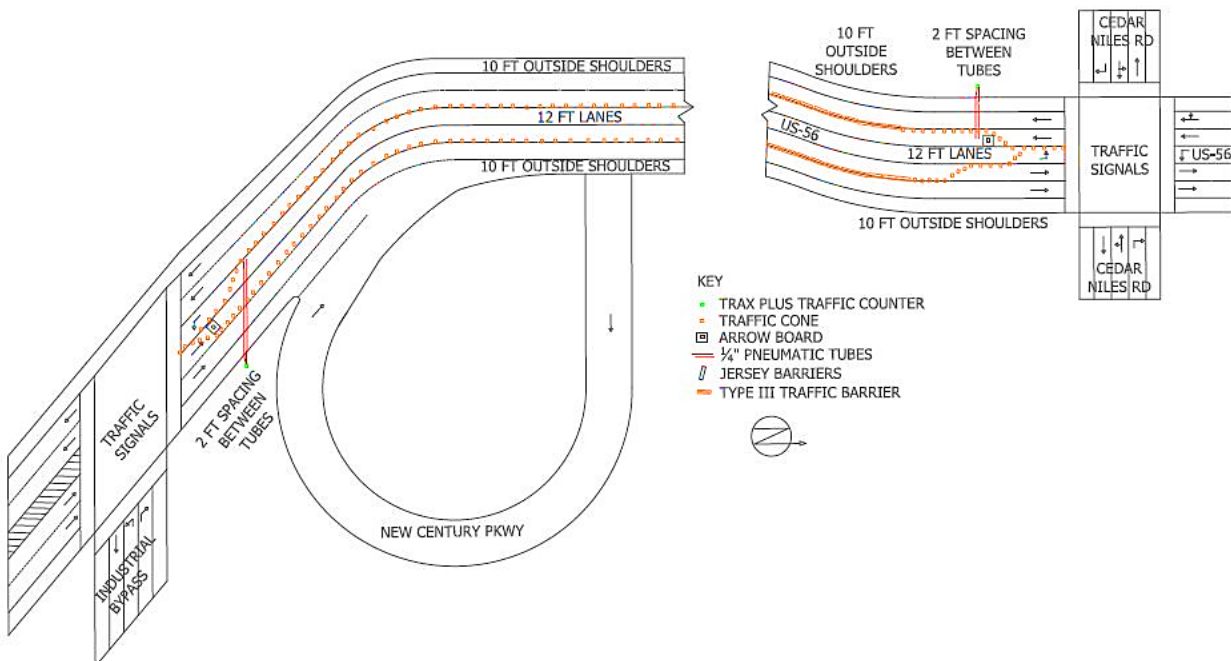 10 FT OUTSIDE SHOULDERS
12 FT LANES
10 FT OUTSIDE SHOULDERS
10 FT
OUTSIDE
SHOULDERS
2 FT SPACING
BETWEEN
TUBES
CEDAR
NILES RD
US-56
12 FT LANES
TRAFFIC
SIGNALS
US-56
10 FT OUTSIDE SHOULDERS
CEDAR
NILES RD
KEY
TRAX PLUS TRAFFIC COUNTER
TRAFFIC CONE
ARROW BOARD
¼" PNEUMATIC TUBES
JERSEY BARRIERS
TYPE III TRAFFIC BARRIER
TRAFFIC
SIGNALS
2 FT SPACING
BETWEEN
TUBES
NEW CENTURY PKWY
INDUSTRIAL
BYPASS